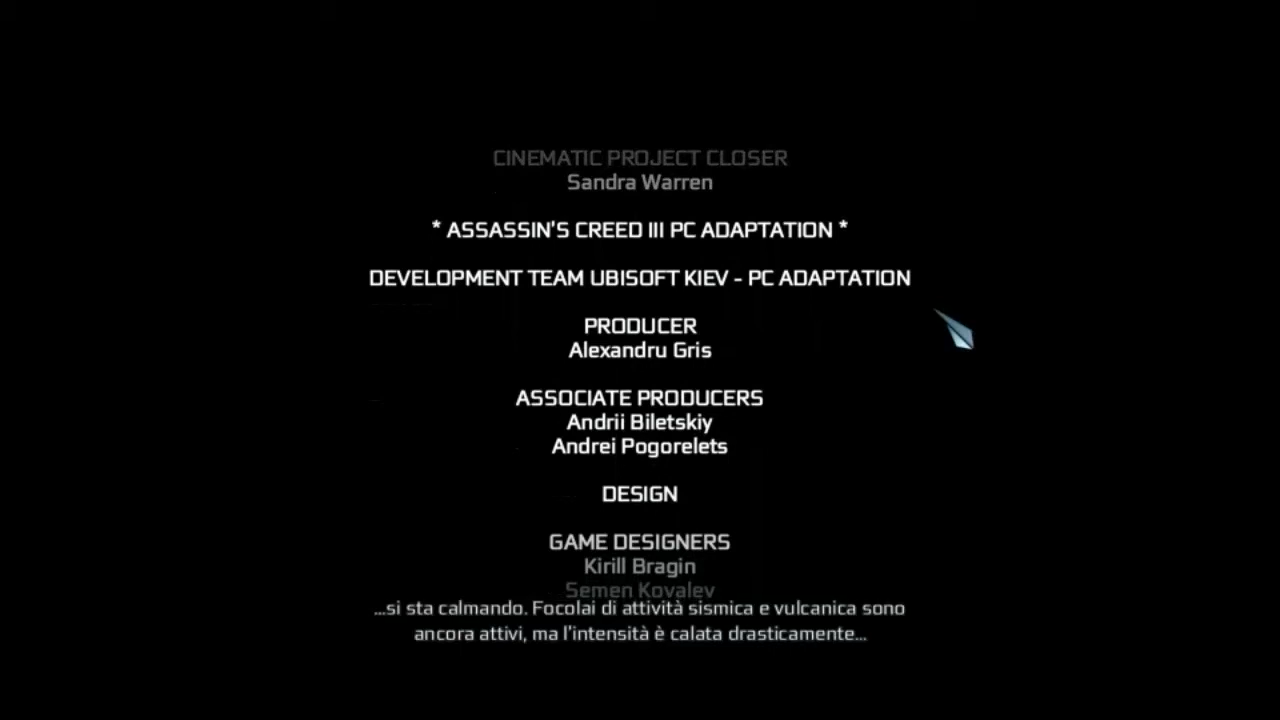 CINEMATIC PROJECT CLOSER
Sandra Warren
* ASSASSIN'S CREED III PC ADAPTATION *
DEVELOPMENT TEAM UBISOFT KIEV - PC ADAPTATION
PRODUCER
Alexandru Gris
ASSOCIATE PRODUCERS
Andrii Biletskiy
Andrei Pogorelets
DESIGN
GAME DESIGNERS
Kirill Bragin
Semen Kovalev
...si sta calmando. Focolai di attività sismica e vulcanica sono
ancora attivi, ma l'intensità è calata drasticamente...